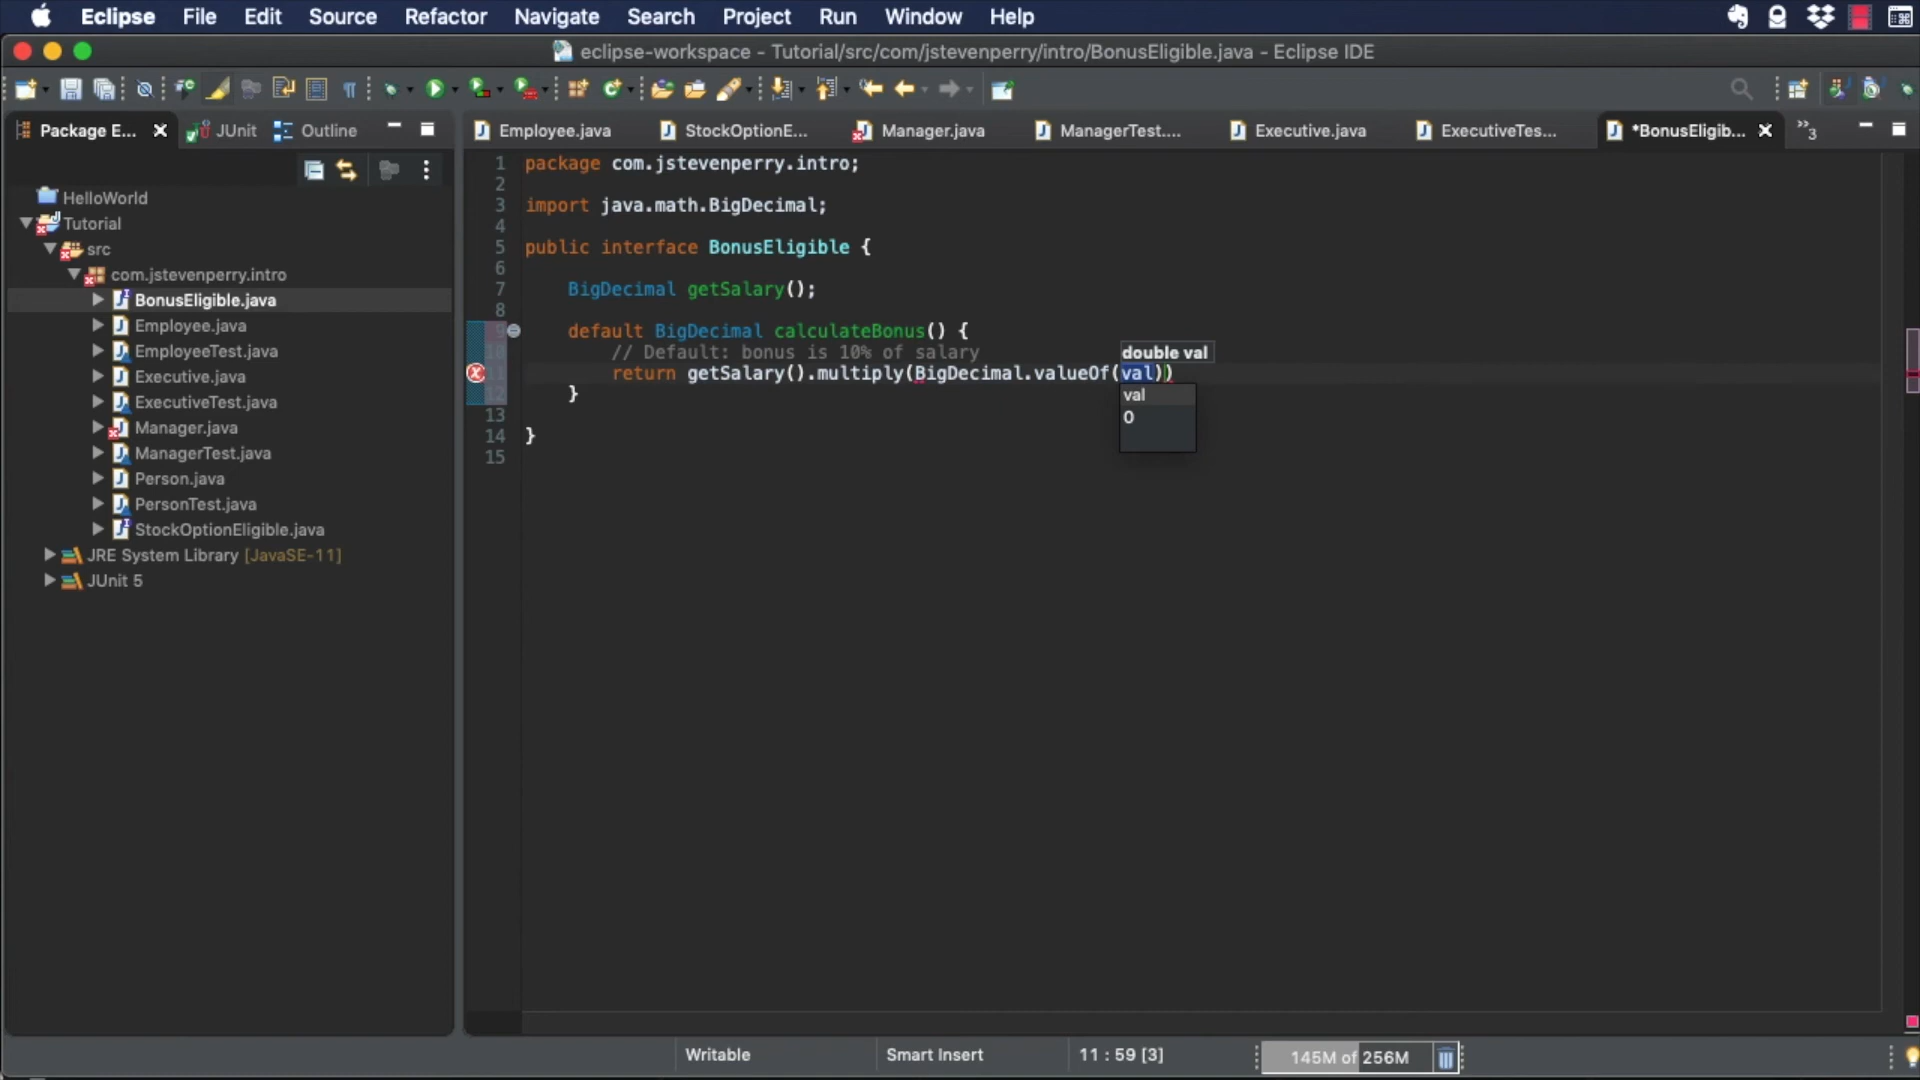 Eclipse File Edit Source Refactor Navigate Search Project Run Window Help
eclipse-workspace - Tutorial/src/com/jstevenperry/intro/BonusEligible.java - Eclipse IDE
Package E... JUnit Outline
Employee.java StockOptionE... Manager.java ManagerTest.... Executive.java ExecutiveTes... *BonusEligib... »3
HelloWorld
Tutorial
src
com.jstevenperry.intro
BonusEligible.java
Employee.java
EmployeeTest.java
Executive.java
ExecutiveTest.java
Manager.java
ManagerTest.java
Person.java
PersonTest.java
StockOptionEligible.java
JRE System Library [JavaSE-11]
JUnit 5
1 package com.jstevenperry.intro;
2
3 import java.math.BigDecimal;
4
5 public interface BonusEligible {
6
7 BigDecimal getSalary();
8
9 default BigDecimal calculateBonus() {
10 // Default: bonus is 10% of salary
11 return getSalary().multiply(BigDecimal.valueOf(val))
12 }
13
14 }
15
double val
val
0
Writable Smart Insert 11 : 59 [3] 145M of 256M